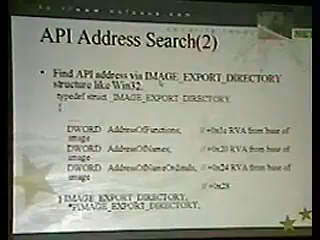 API Address Search(2)
• Find API address via IMAGE_EXPORT_DIRECTORY
structure like Win32.
typedef struct _IMAGE_EXPORT_DIRECTORY
{
DWORD AddressOfFunctions; // +0x1c RVA from base of
image
DWORD AddressOfNames; // +0x20 RVA from base of
image
DWORD AddressOfNameOrdinals; // +0x24 RVA from base of
image
// +0x28
} IMAGE_EXPORT_DIRECTORY,
*PIMAGE_EXPORT_DIRECTORY;